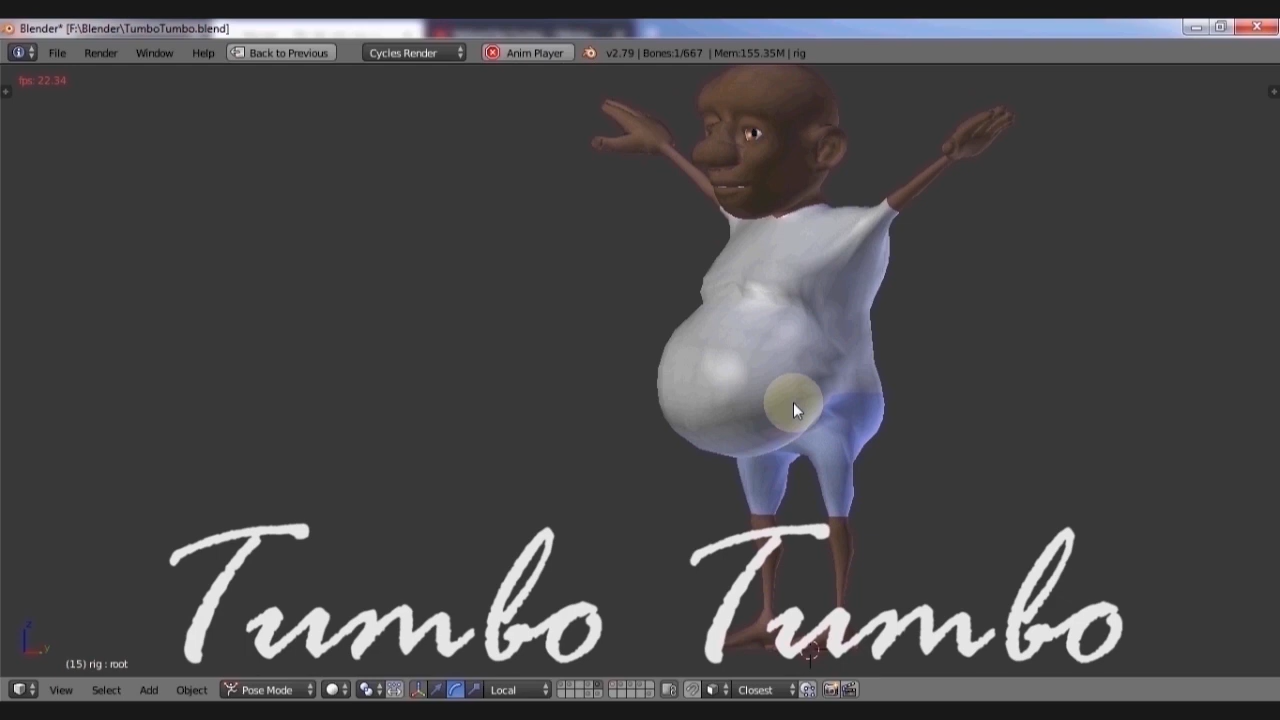 Blender* [F:\Blender\TumboTumbo.blend]
File Render Window Help Back to Previous Cycles Render Anim Player v2.79 | Bones:1/667 | Mem:155.35M | rig
fps: 22.34
Tumbo Tumbo
z
y
(15) rig : root
View Select Add Object Pose Mode Local Closest